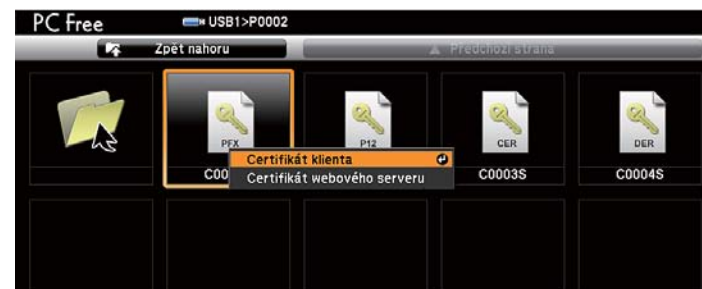 PC Free USB1>P0002
Zpět nahoru ▲ Předchozí strana
PFX P12 CER DER
Certifikát klienta
Certifikát webového serveru
C00 C0003S C0004S